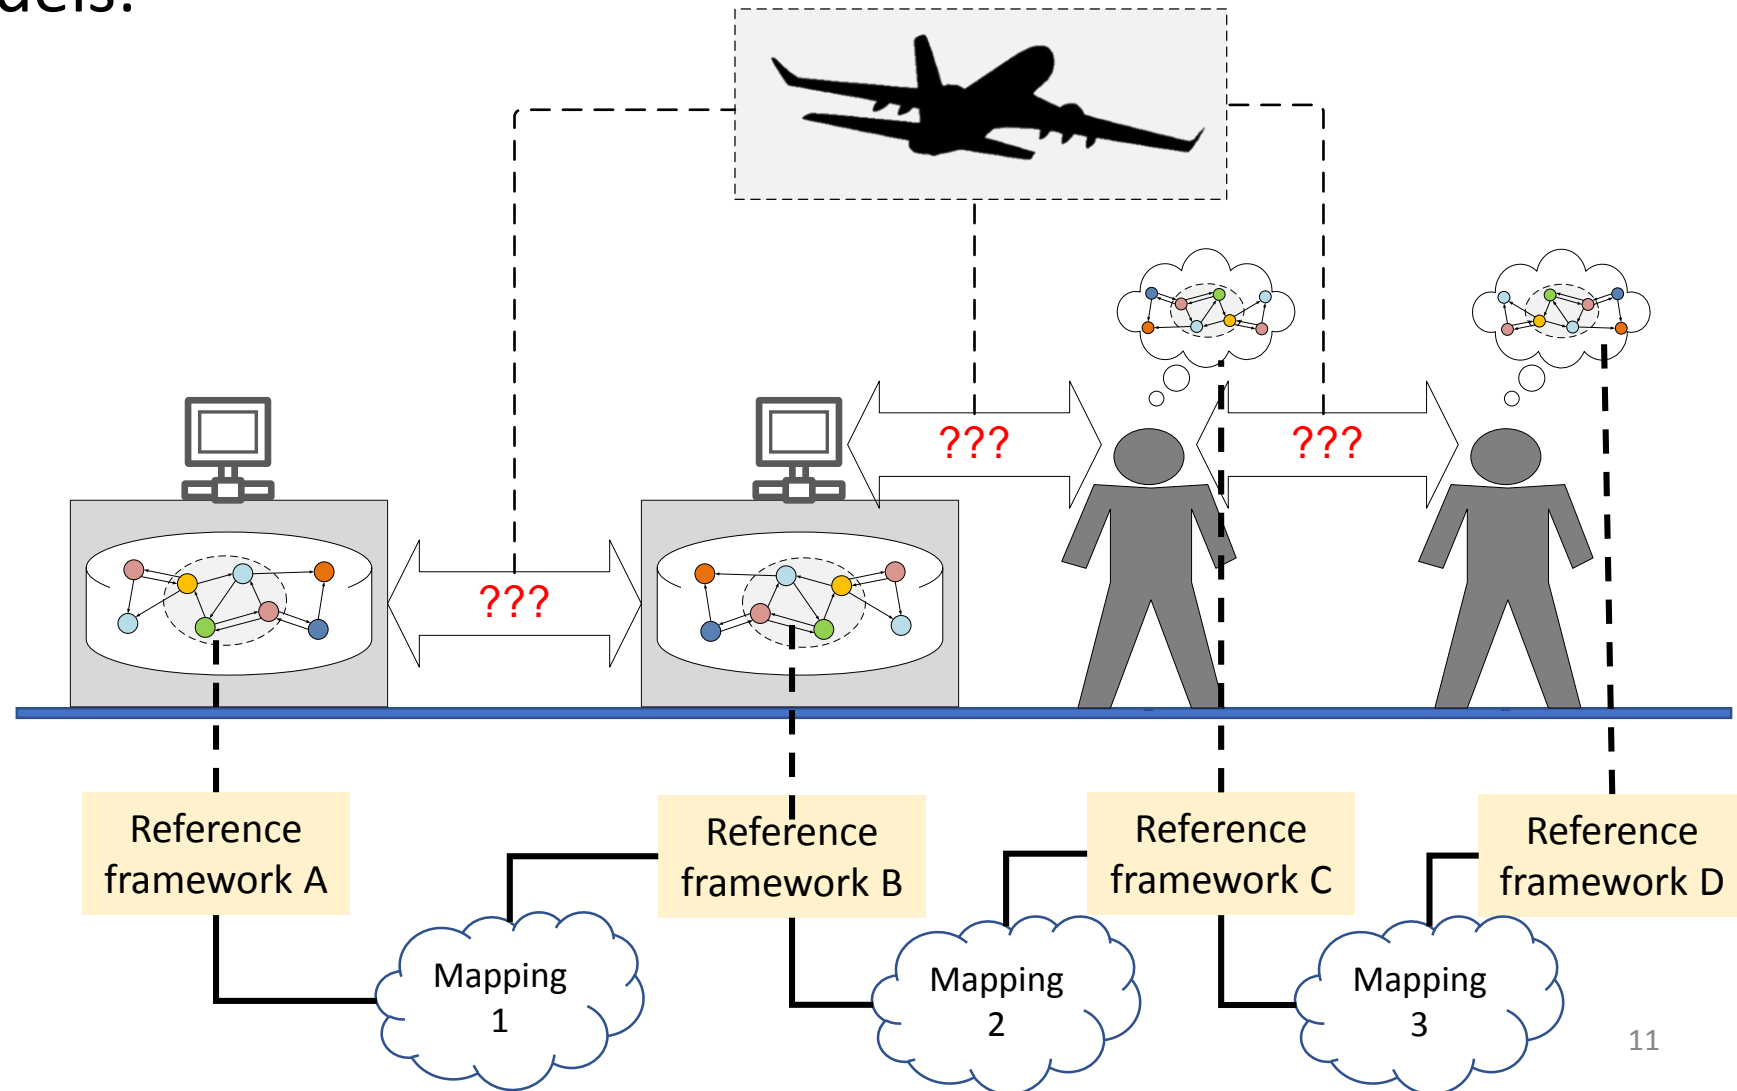 ???
???
???
Reference
framework A
Reference
framework B
Reference
framework C
Reference
framework D
Mapping
1
Mapping
2
Mapping
3
11